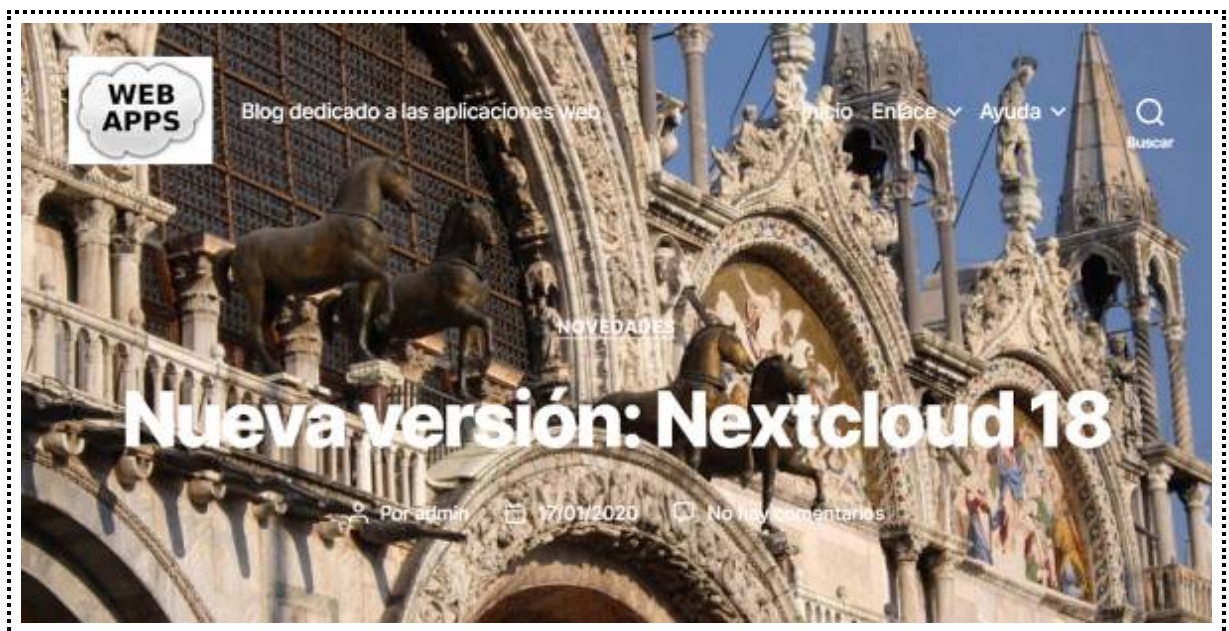 WEB
APPS
Blog dedicado a las aplicaciones web
Inicio Enlace Ayuda
Buscar
NOVEDADES
Nueva versión: Nextcloud 18
Por admin 17/01/2020 No hay comentarios